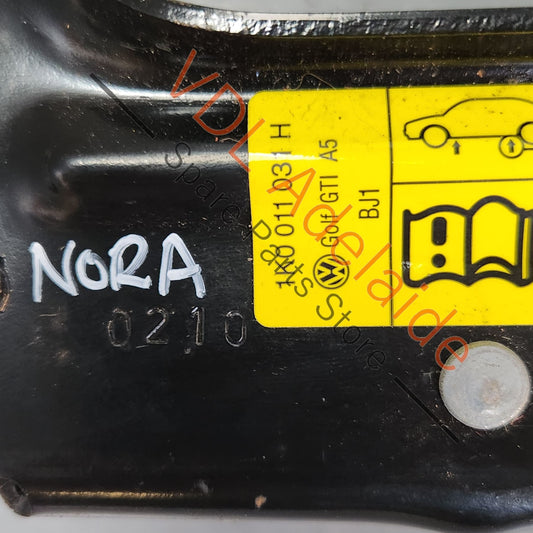 NORA
0210
1K0 011 031 H
Golf GTI A5
BJ1
VDL Adelaide
Spare Parts Store